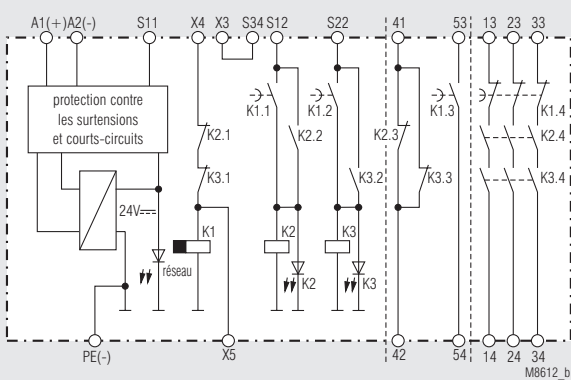 A1(+) A2(-) S11 X4 X3 S34 S12 S22 41 53 13 23 33
protection contre
les surtensions
et courts-circuits
K1.1 K1.2 K1.3 K1.4
K2.1 K2.2 K2.3 K2.4
K3.1 K3.2 K3.3 K3.4
24V
K1 K2 K3
réseau
K2 K3
PE(-) X5 42 54 14 24 34
M8612_b